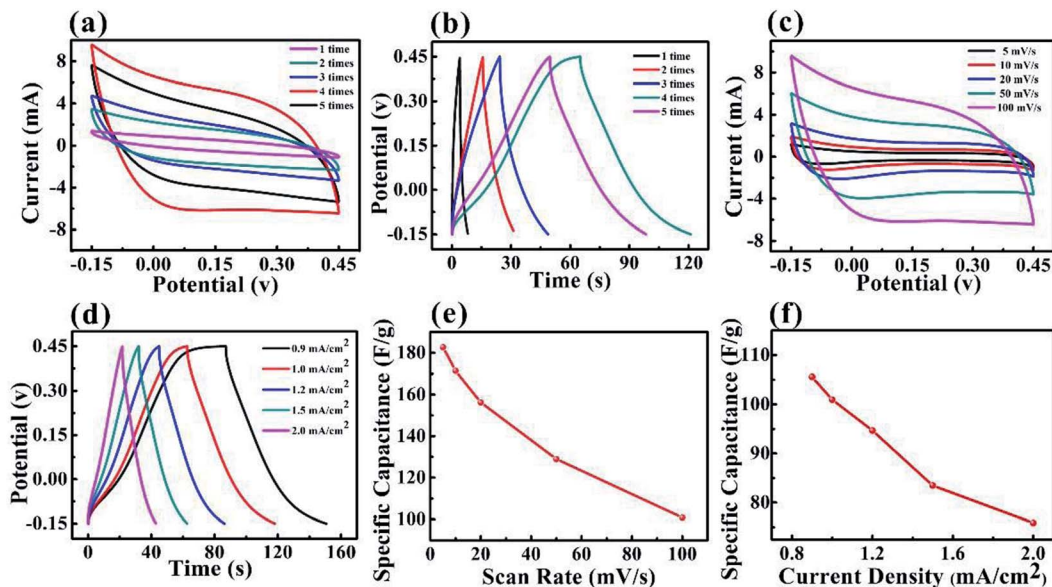 (a)
8
4
0
-4
-8
Current (mA)
1 time
2 times
3 times
4 times
5 times
-0.15 0.00 0.15 0.30 0.45
Potential (v)
(b)
0.45
0.30
0.15
0.00
-0.15
Potential (v)
1 time
2 times
3 times
4 times
5 times
0 30 60 90 120
Time (s)
(c)
8
4
0
-4
-8
Current (mA)
5 mV/s
10 mV/s
20 mV/s
50 mV/s
100 mV/s
-0.15 0.00 0.15 0.30 0.45
Potential (v)
(d)
0.45
0.30
0.15
0.00
-0.15
Potential (v)
0.9 mA/cm²
1.0 mA/cm²
1.2 mA/cm²
1.5 mA/cm²
2.0 mA/cm²
0 40 80 120 160
Time (s)
(e)
180
160
140
120
100
Specific Capacitance (F/g)
0 20 40 60 80 100
Scan Rate (mV/s)
(f)
110
100
90
80
70
Specific Capacitance (F/g)
0.8 1.2 1.6 2.0
Current Density (mA/cm²)